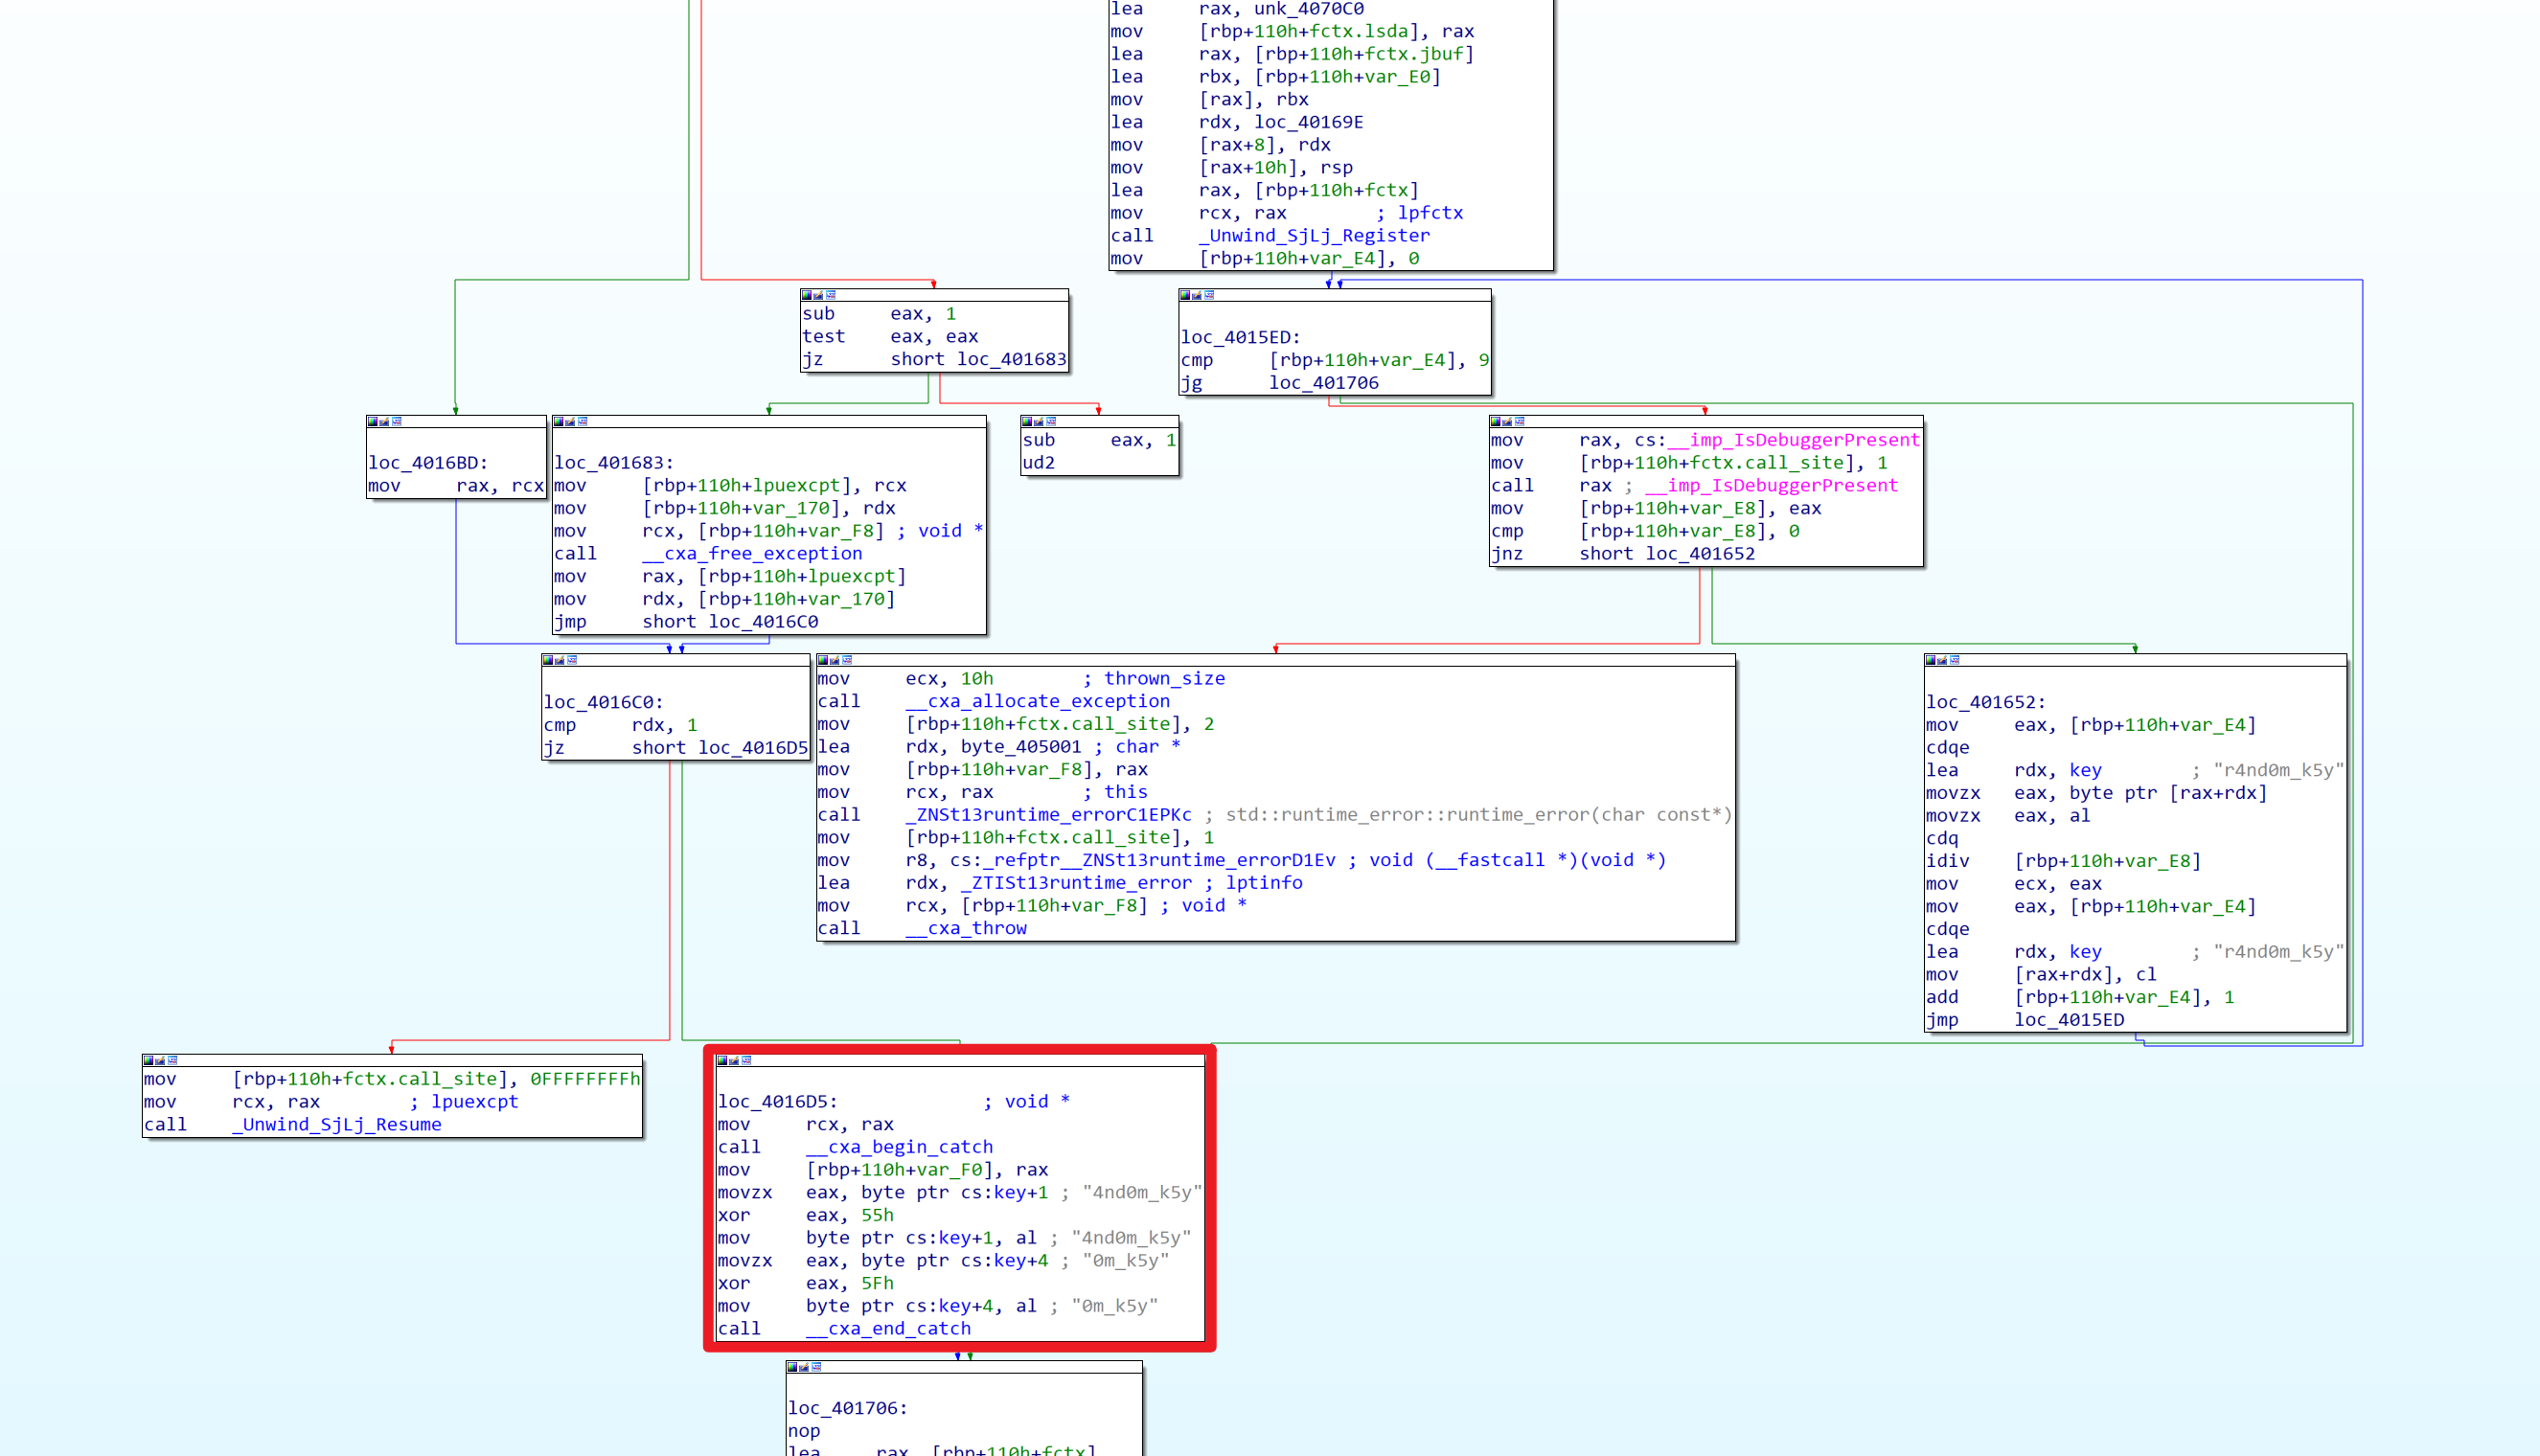 lea rax, unk_4070C0
mov [rbp+110h+fctx.lsda], rax
lea rax, [rbp+110h+fctx.jbuf]
lea rbx, [rbp+110h+var_E0]
mov [rax], rbx
lea rdx, loc_40169E
mov [rax+8], rdx
mov [rax+10h], rsp
lea rax, [rbp+110h+fctx]
mov rcx, rax ; lpfctx
call _Unwind_SjLj_Register
mov [rbp+110h+var_E4], 0
sub eax, 1
test eax, eax
jz short loc_401683
loc_4015ED:
cmp [rbp+110h+var_E4], 9
jg loc_401706
loc_4016BD:
mov rax, rcx
loc_401683:
mov [rbp+110h+lpuexcpt], rcx
mov [rbp+110h+var_170], rdx
mov rcx, [rbp+110h+var_F8] ; void *
call __cxa_free_exception
mov rax, [rbp+110h+lpuexcpt]
mov rdx, [rbp+110h+var_170]
jmp short loc_4016C0
sub eax, 1
ud2
mov rax, cs:__imp_IsDebuggerPresent
mov [rbp+110h+fctx.call_site], 1
call rax ; __imp_IsDebuggerPresent
mov [rbp+110h+var_E8], eax
cmp [rbp+110h+var_E8], 0
jnz short loc_401652
loc_4016C0:
cmp rdx, 1
jz short loc_4016D5
mov ecx, 10h ; thrown_size
call __cxa_allocate_exception
mov [rbp+110h+fctx.call_site], 2
lea rdx, byte_405001 ; char *
mov [rbp+110h+var_F8], rax
mov rcx, rax ; this
call _ZNSt13runtime_errorC1EPKc ; std::runtime_error::runtime_error(char const*)
mov [rbp+110h+fctx.call_site], 1
mov r8, cs:_refptr__ZNSt13runtime_errorD1Ev ; void (__fastcall *)(void *)
lea rdx, _ZTISt13runtime_error ; lptinfo
mov rcx, [rbp+110h+var_F8] ; void *
call __cxa_throw
loc_401652:
mov eax, [rbp+110h+var_E4]
cdqe
lea rdx, key ; "r4nd0m_k5y"
movzx eax, byte ptr [rax+rdx]
movzx eax, al
cdq
idiv [rbp+110h+var_E8]
mov ecx, eax
mov eax, [rbp+110h+var_E4]
cdqe
lea rdx, key ; "r4nd0m_k5y"
mov [rax+rdx], cl
add [rbp+110h+var_E4], 1
jmp loc_4015ED
mov [rbp+110h+fctx.call_site], 0FFFFFFFFh
mov rcx, rax ; lpuexcpt
call _Unwind_SjLj_Resume
loc_4016D5: ; void *
mov rcx, rax
call __cxa_begin_catch
mov [rbp+110h+var_F0], rax
movzx eax, byte ptr cs:key+1 ; "4nd0m_k5y"
xor eax, 55h
mov byte ptr cs:key+1, al ; "4nd0m_k5y"
movzx eax, byte ptr cs:key+4 ; "0m_k5y"
xor eax, 5Fh
mov byte ptr cs:key+4, al ; "0m_k5y"
call __cxa_end_catch
loc_401706:
nop
lea rax, [rbp+110h+fctx]